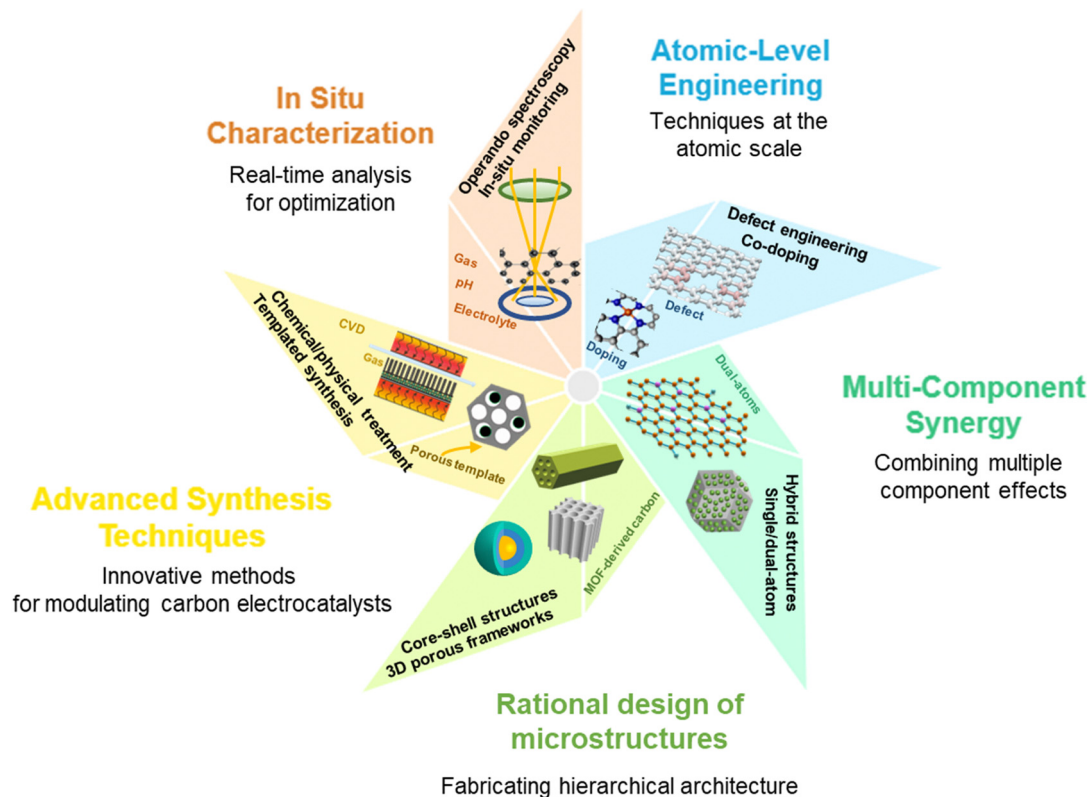 In Situ
Characterization
Real-time analysis
for optimization
Operando spectroscopy
In-situ monitoring
Gas
pH
Electrolyte
Atomic-Level
Engineering
Techniques at the
atomic scale
Defect engineering
Co-doping
Defect
Doping
Multi-Component
Synergy
Combining multiple
component effects
Dual-atoms
Hybrid structures
Single/dual-atom
Rational design of
microstructures
Fabricating hierarchical architecture
MOF-derived carbon
Core-shell structures
3D porous frameworks
Advanced Synthesis
Techniques
Innovative methods
for modulating carbon electrocatalysts
Chemical/physical treatment
Templated synthesis
CVD
Gas
Porous template